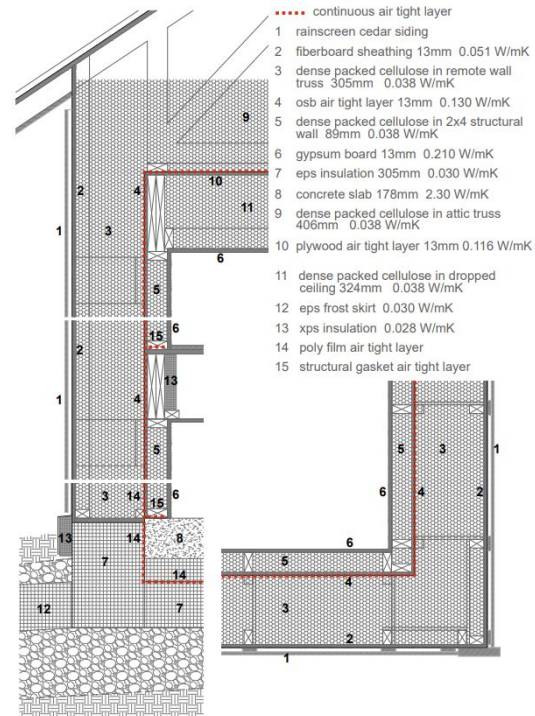 continuous air tight layer
1 rainscreen cedar siding
2 fiberboard sheathing 13mm 0.051 W/mK
3 dense packed cellulose in remote wall
truss 305mm 0.038 W/mK
4 osb air tight layer 13mm 0.130 W/mK
5 dense packed cellulose in 2x4 structural
wall 89mm 0.038 W/mK
6 gypsum board 13mm 0.210 W/mK
7 eps insulation 305mm 0.030 W/mK
8 concrete slab 178mm 2.30 W/mK
9 dense packed cellulose in attic truss
406mm 0.038 W/mK
10 plywood air tight layer 13mm 0.116 W/mK
11 dense packed cellulose in dropped
ceiling 324mm 0.038 W/mK
12 eps frost skirt 0.030 W/mK
13 xps insulation 0.028 W/mK
14 poly film air tight layer
15 structural gasket air tight layer
9
10
2
4
11
1
3
6
5
6
15
2
13
1
4
5
6
3
14
15
13
14
8
7
14
12
7
5
3
1
6
4
2
6
5
4
3
2
1